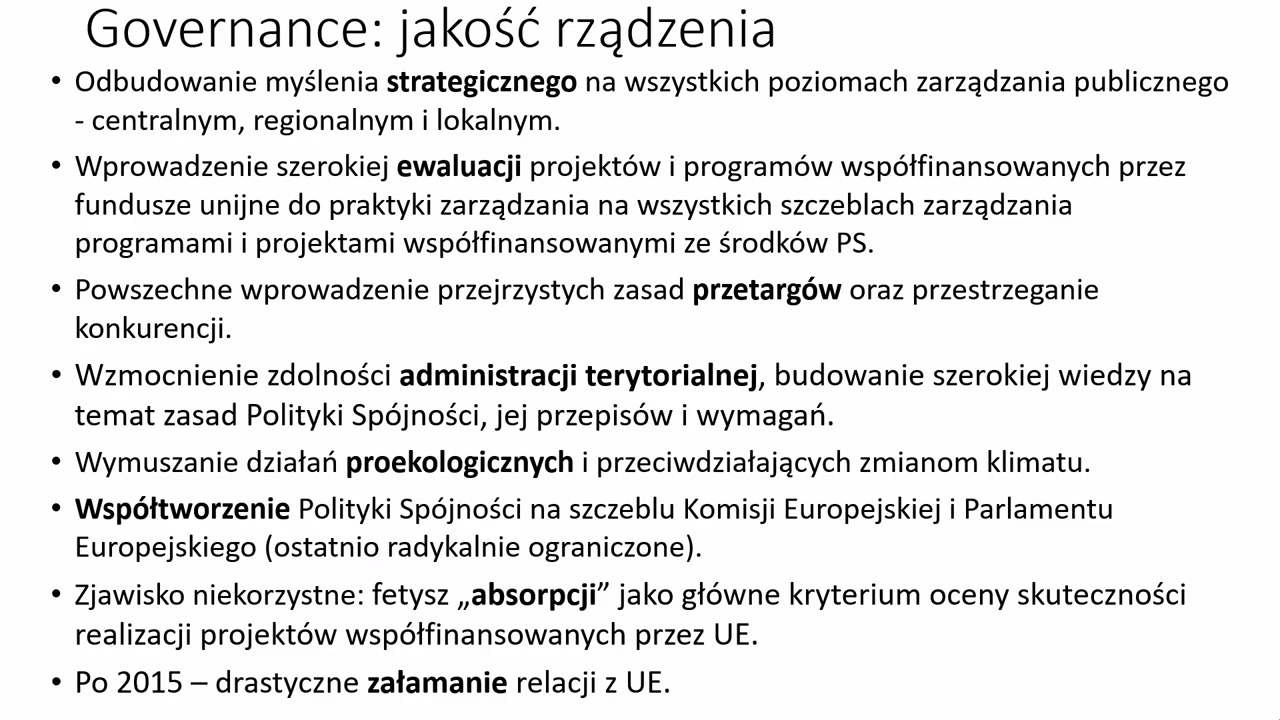 Governance: jakość rządzenia
• Odbudowanie myślenia strategicznego na wszystkich poziomach zarządzania publicznego
- centralnym, regionalnym i lokalnym.
• Wprowadzenie szerokiej ewaluacji projektów i programów współfinansowanych przez
fundusze unijne do praktyki zarządzania na wszystkich szczeblach zarządzania
programami i projektami współfinansowanymi ze środków PS.
• Powszechne wprowadzenie przejrzystych zasad przetargów oraz przestrzeganie
konkurencji.
• Wzmocnienie zdolności administracji terytorialnej, budowanie szerokiej wiedzy na
temat zasad Polityki Spójności, jej przepisów i wymagań.
• Wymuszanie działań proekologicznych i przeciwdziałających zmianom klimatu.
• Współtworzenie Polityki Spójności na szczeblu Komisji Europejskiej i Parlamentu
Europejskiego (ostatnio radykalnie ograniczone).
• Zjawisko niekorzystne: fetysz „absorpcji” jako główne kryterium oceny skuteczności
realizacji projektów współfinansowanych przez UE.
• Po 2015 – drastyczne załamanie relacji z UE.